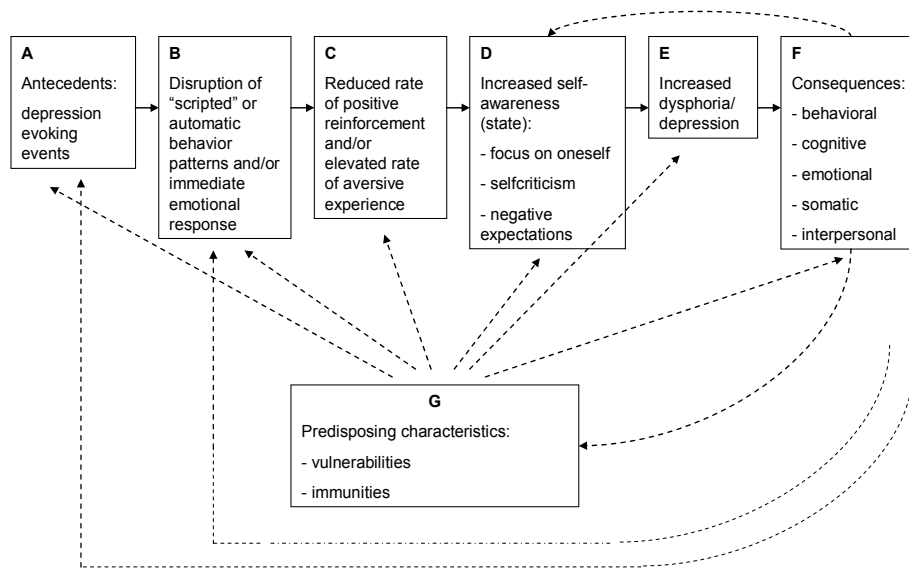 A
Antecedents:
depression
evoking
events
B
Disruption of
“scripted” or
automatic
behavior
patterns and/or
immediate
emotional
response
C
Reduced rate
of positive
reinforcement
and/or
elevated rate
of aversive
experience
D
Increased self-
awareness
(state):
- focus on oneself
- selfcriticism
- negative
expectations
E
Increased
dysphoria/
depression
F
Consequences:
- behavioral
- cognitive
- emotional
- somatic
- interpersonal
G
Predisposing characteristics:
- vulnerabilities
- immunities